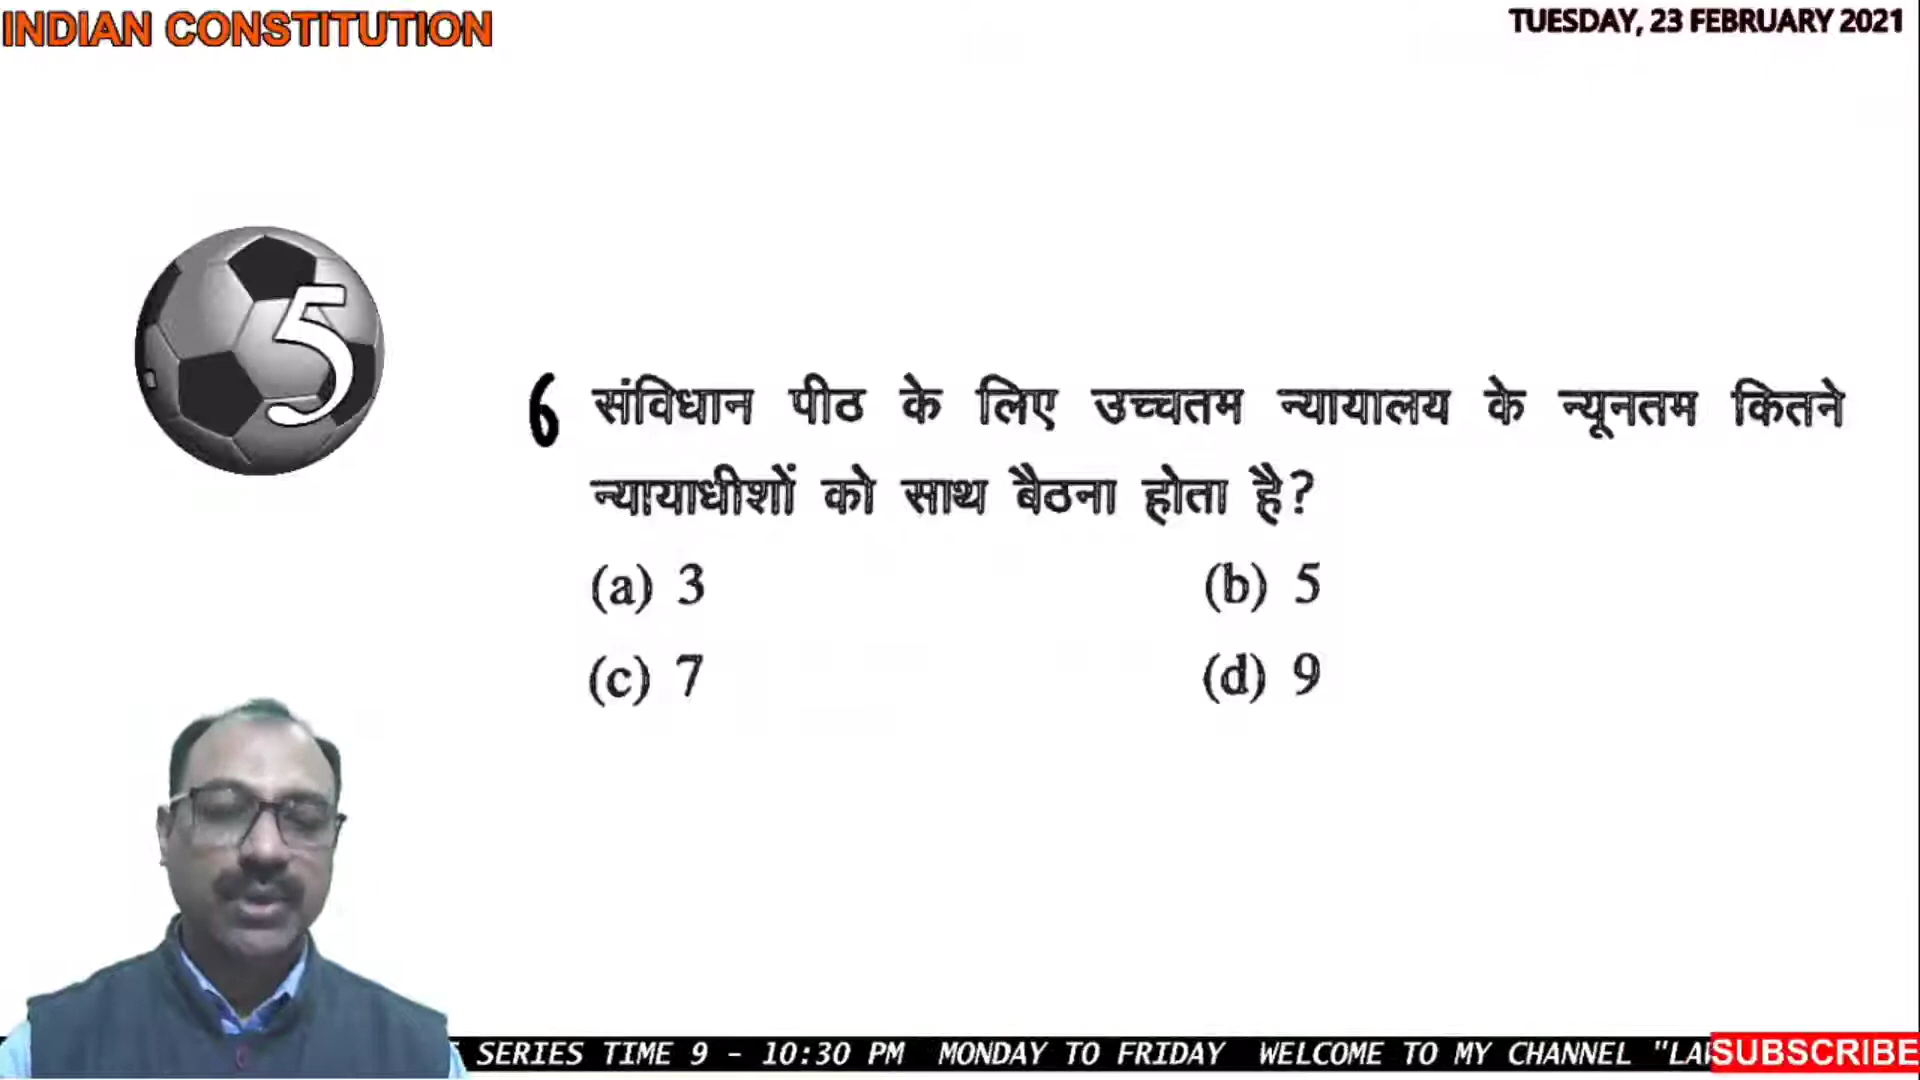 INDIAN CONSTITUTION
TUESDAY, 23 FEBRUARY 2021
5
6 संविधान पीठ के लिए उच्चतम न्यायालय के न्यूनतम कितने
न्यायाधीशों को साथ बैठना होता है?
(a) 3 (b) 5
(c) 7 (d) 9
SERIES TIME 9 - 10:30 PM MONDAY TO FRIDAY WELCOME TO MY CHANNEL "LA
SUBSCRIBE